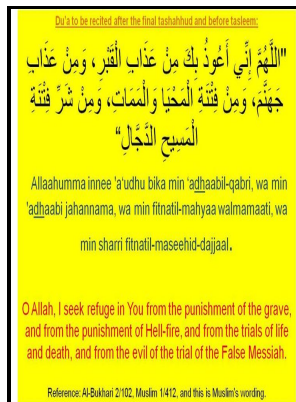 Du'a to be recited after the final tashahhud and before tasleem:
"اللَّهُمَّ إِنِّي أَعُوذُ بِكَ مِنْ عَذَابِ الْقَبْرِ، وَمِنْ عَذَابِ
جَهَنَّمَ، وَمِنْ فِتْنَةِ الْمَحْيَا وَالْمَمَاتِ، وَمِنْ شَرِّ فِتْنَةِ
الْمَسِيحِ الدَّجَّالِ"
Allaahumma innee 'a'udhu bika min 'adhaabil-qabri, wa min
'adhaabi jahannama, wa min fitnatil-mahyaa walmamaati, wa
min sharri fitnatil-maseehid-dajjaal.
O Allah, I seek refuge in You from the punishment of the grave,
and from the punishment of Hell-fire, and from the trials of life
and death, and from the evil of the trial of the False Messiah.
Reference: Al-Bukhari 2/102, Muslim 1/412, and this is Muslim's wording.